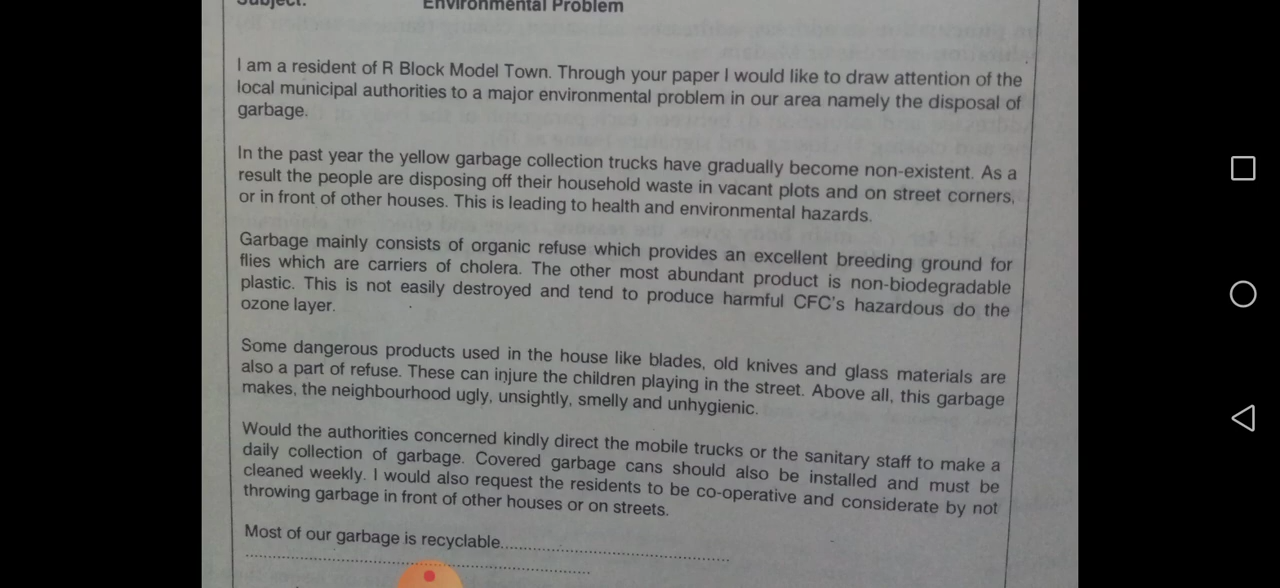 Subject: Environmental Problem
I am a resident of R Block Model Town. Through your paper I would like to draw attention of the
local municipal authorities to a major environmental problem in our area namely the disposal of
garbage.
In the past year the yellow garbage collection trucks have gradually become non-existent. As a
result the people are disposing off their household waste in vacant plots and on street corners,
or in front of other houses. This is leading to health and environmental hazards.
Garbage mainly consists of organic refuse which provides an excellent breeding ground for
flies which are carriers of cholera. The other most abundant product is non-biodegradable
plastic. This is not easily destroyed and tend to produce harmful CFC's hazardous do the
ozone layer.
Some dangerous products used in the house like blades, old knives and glass materials are
also a part of refuse. These can injure the children playing in the street. Above all, this garbage
makes, the neighbourhood ugly, unsightly, smelly and unhygienic.
Would the authorities concerned kindly direct the mobile trucks or the sanitary staff to make a
daily collection of garbage. Covered garbage cans should also be installed and must be
cleaned weekly. I would also request the residents to be co-operative and considerate by not
throwing garbage in front of other houses or on streets.
Most of our garbage is recyclable..........................................................
......................................................................................